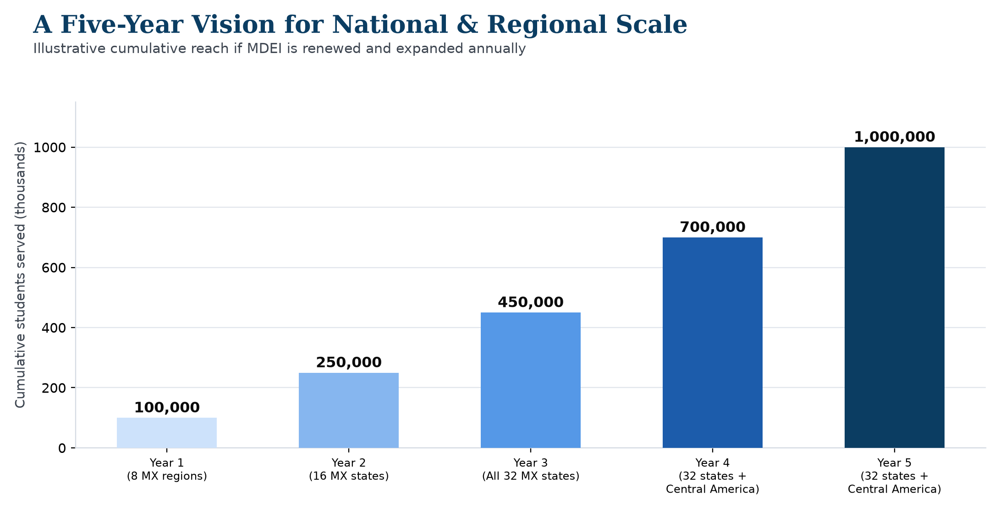 A Five-Year Vision for National & Regional Scale
Illustrative cumulative reach if MDEI is renewed and expanded annually
Cumulative students served (thousands)
1000
800
600
400
200
0
100,000
250,000
450,000
700,000
1,000,000
Year 1
(8 MX regions)
Year 2
(16 MX states)
Year 3
(All 32 MX states)
Year 4
(32 states +
Central America)
Year 5
(32 states +
Central America)